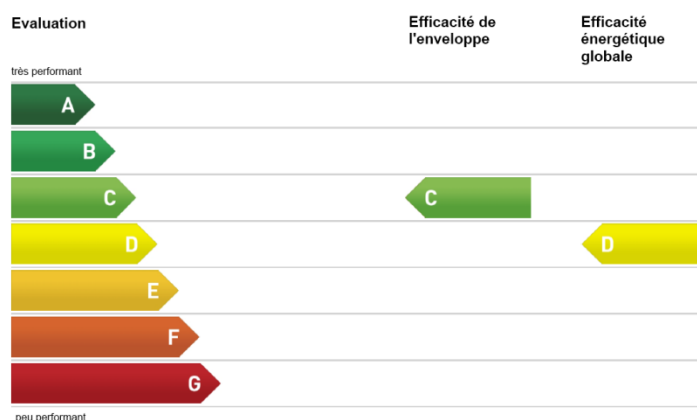 Evaluation
Efficacité de
l'enveloppe
Efficacité
énergétique
globale
très performant
A
B
C
C
D
D
E
F
G
peu performant